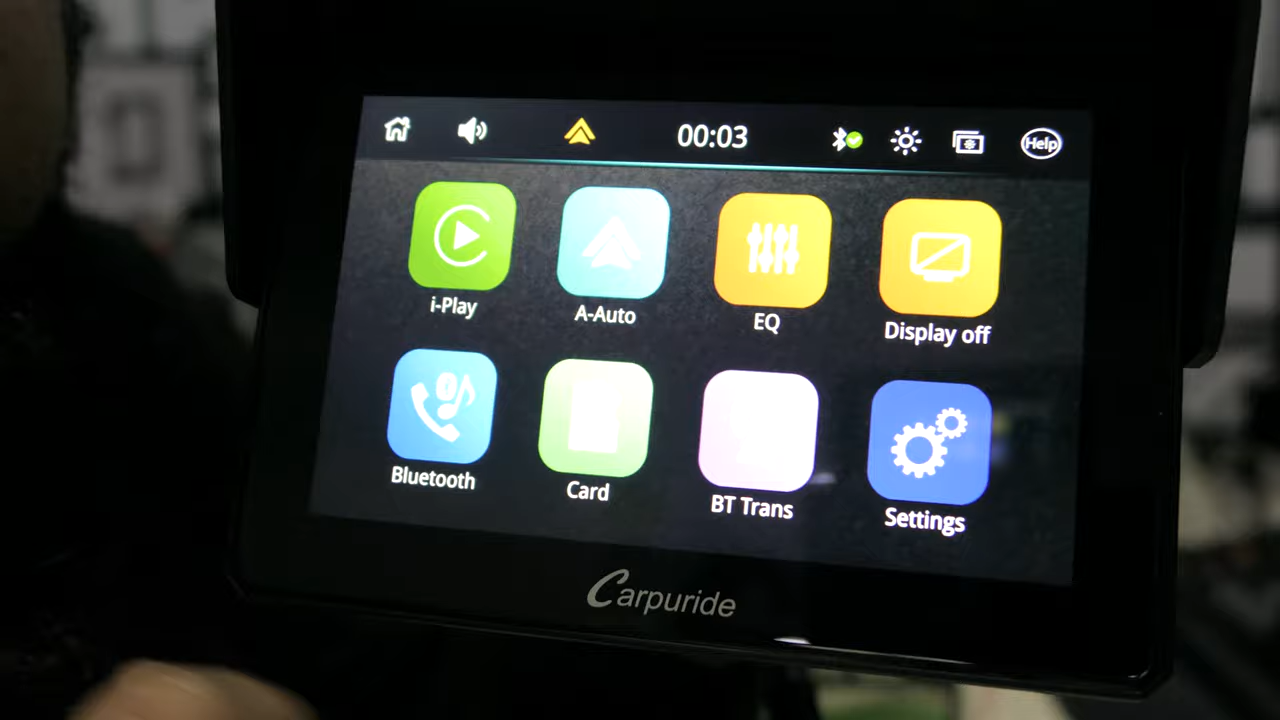 00:03
Help
i-Play
A-Auto
EQ
Display off
Bluetooth
Card
BT Trans
Settings
Carpuride